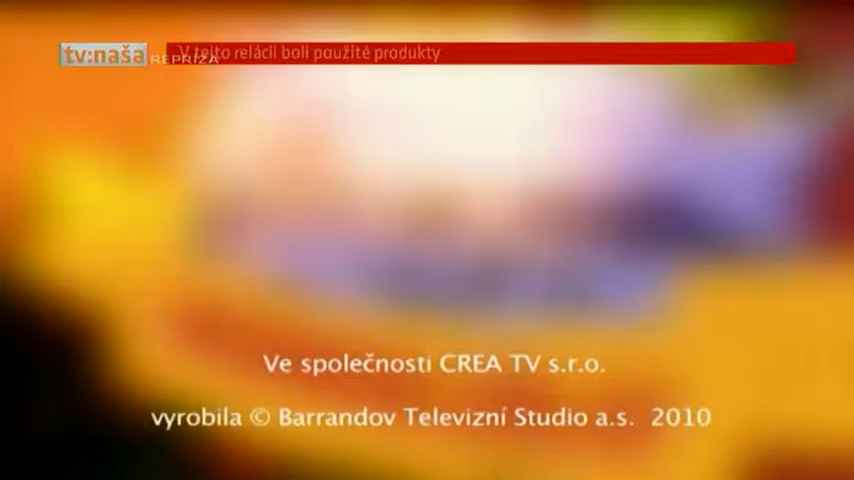 tv:naša
REPRÍZA
V tejto relácii boli použité produkty
Ve společnosti CREA TV s.r.o.
vyrobila © Barrandov Televizní Studio a.s. 2010